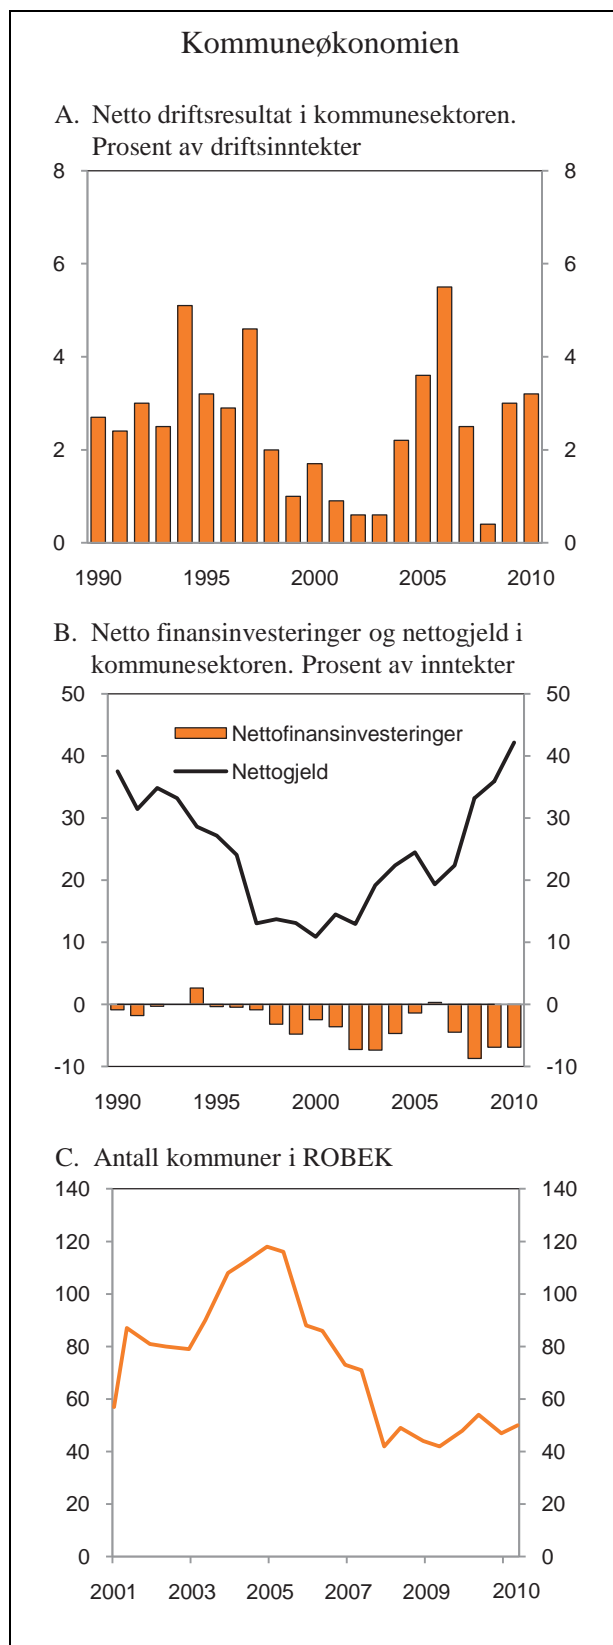 Kommuneøkonomien
A. Netto driftsresultat i kommunesektoren.
Prosent av driftsinntekter
8 8
6 6
4 4
2 2
0 0
1990 1995 2000 2005 2010
B. Netto finansinvesteringer og nettogjeld i
kommunesektoren. Prosent av inntekter
50 50
Nettofinansinvesteringer
40 40
Nettogjeld
30 30
20 20
10 10
0 0
-10 -10
1990 1995 2000 2005 2010
C. Antall kommuner i ROBEK
140 140
120 120
100 100
80 80
60 60
40 40
20 20
0 0
2001 2003 2005 2007 2009 2010